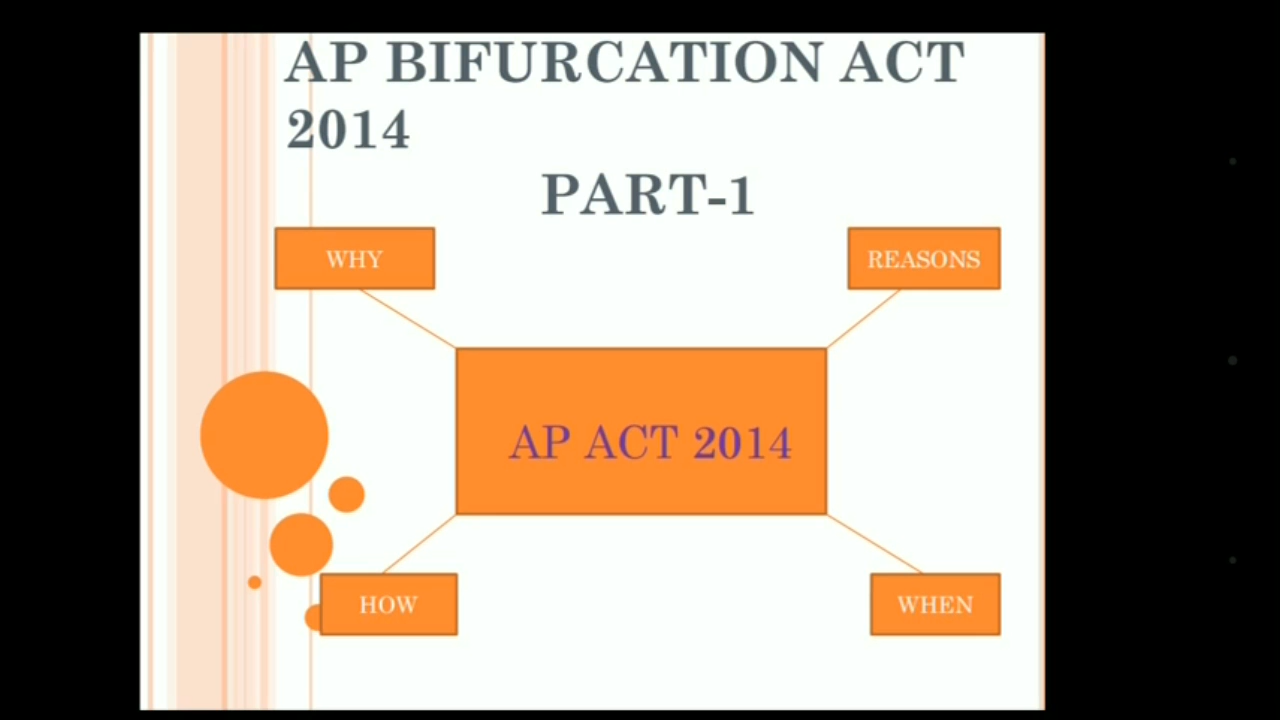 AP BIFURCATION ACT
2014
PART-1
WHY
REASONS
AP ACT 2014
HOW
WHEN